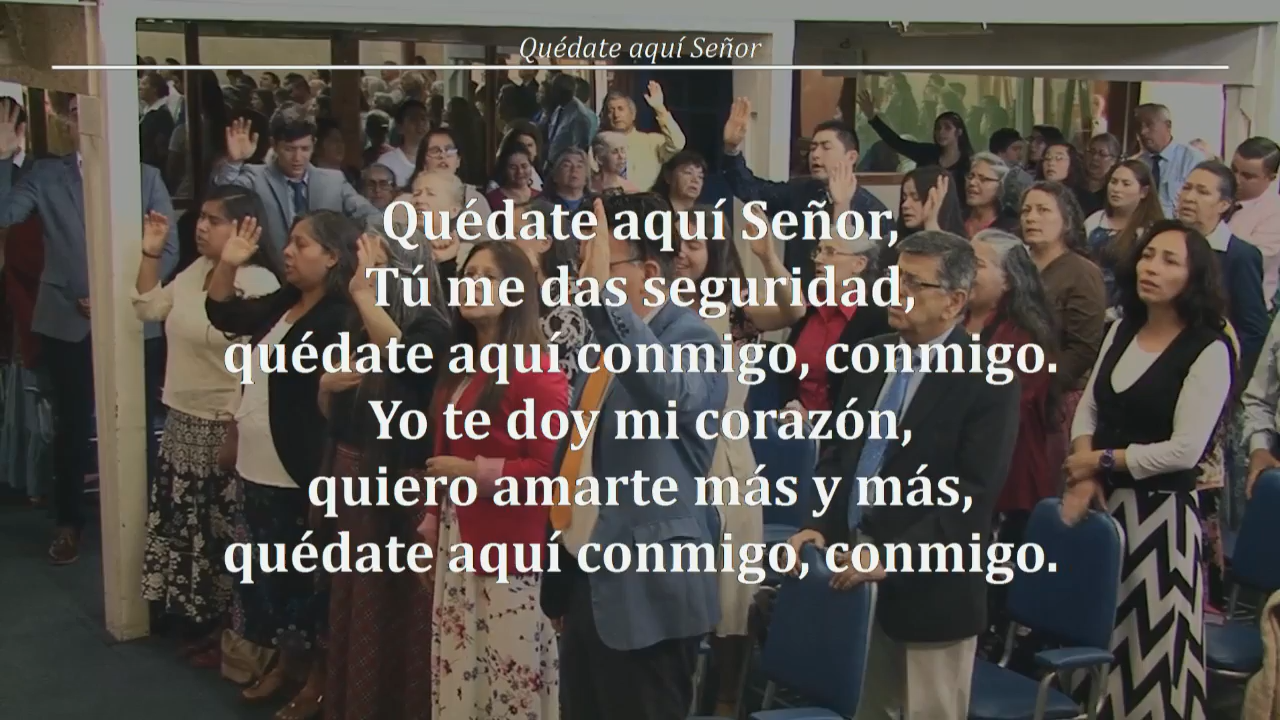 Quédate aquí Señor
Quédate aquí Señor,
Tú me das seguridad,
quédate aquí conmigo, conmigo.
Yo te doy mi corazón,
quiero amarte más y más,
quédate aquí conmigo, conmigo.